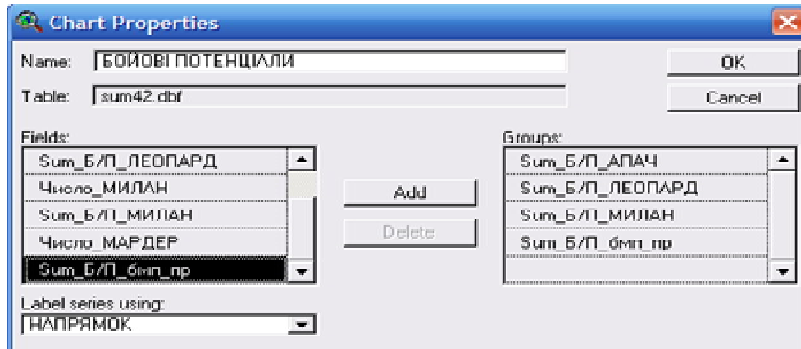 Chart Properties
Name: БОЙОВІ ПОТЕНЦІАЛИ
OK
Table: sum42.dbf
Cancel
Fields:
Groups:
Sum_Б/П_ЛЕОПАРД
Число_МИЛАН
Sum_Б/П_МИЛАН
Число_МАРДЕР
Sum_Б/П_бмп_пр
Add
Delete
Sum_Б/П_АПАЧ
Sum_Б/П_ЛЕОПАРД
Sum_Б/П_МИЛАН
Sum_Б/П_бмп_пр
Label series using:
НАПРЯМОК